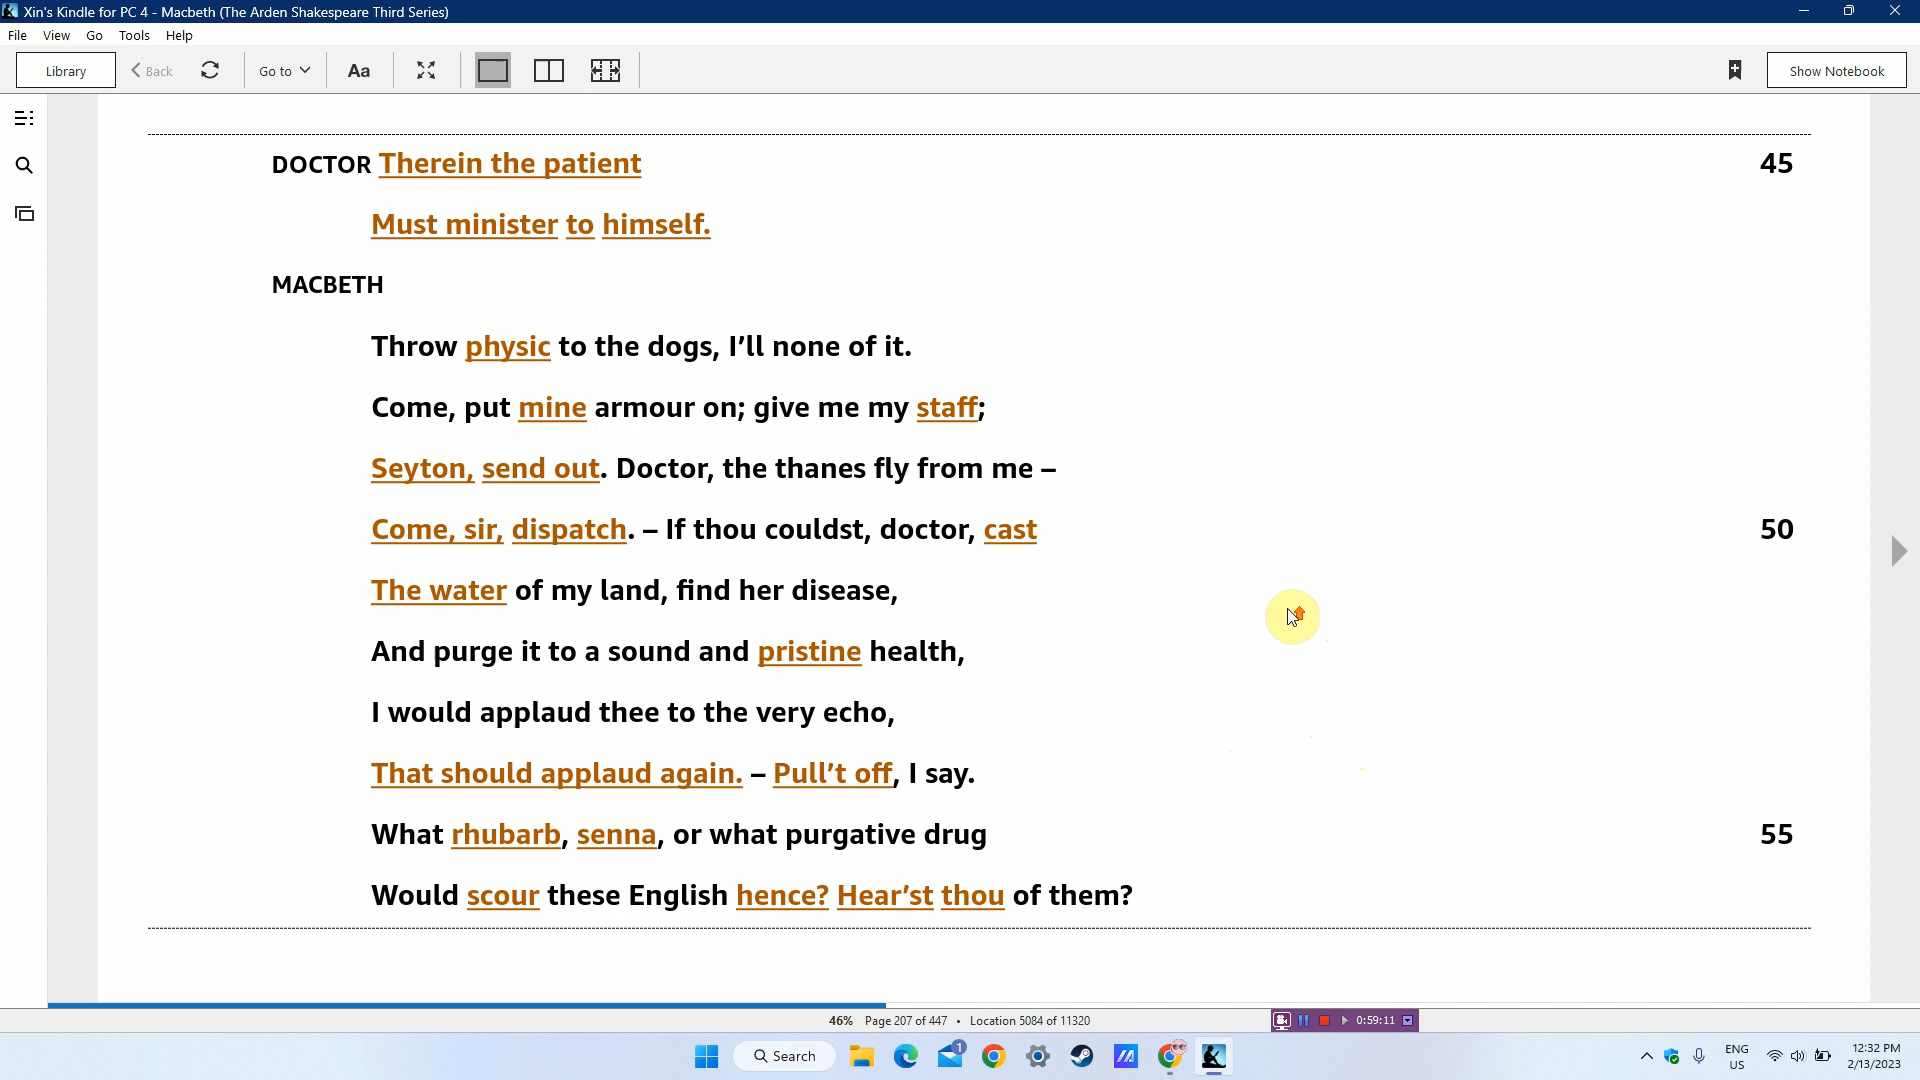 Xin's Kindle for PC 4 - Macbeth (The Arden Shakespeare Third Series)
File View Go Tools Help
Library Back Go to Aa Show Notebook
DOCTOR Therein the patient 45
Must minister to himself.
MACBETH
Throw physic to the dogs, I’ll none of it.
Come, put mine armour on; give me my staff;
Seyton, send out. Doctor, the thanes fly from me –
Come, sir, dispatch. – If thou couldst, doctor, cast 50
The water of my land, find her disease,
And purge it to a sound and pristine health,
I would applaud thee to the very echo,
That should applaud again. – Pull’t off, I say.
What rhubarb, senna, or what purgative drug 55
Would scour these English hence? Hear’st thou of them?
46% Page 207 of 447 • Location 5084 of 11320 0:59:11
Search 1 ENG US 12:32 PM 2/13/2023